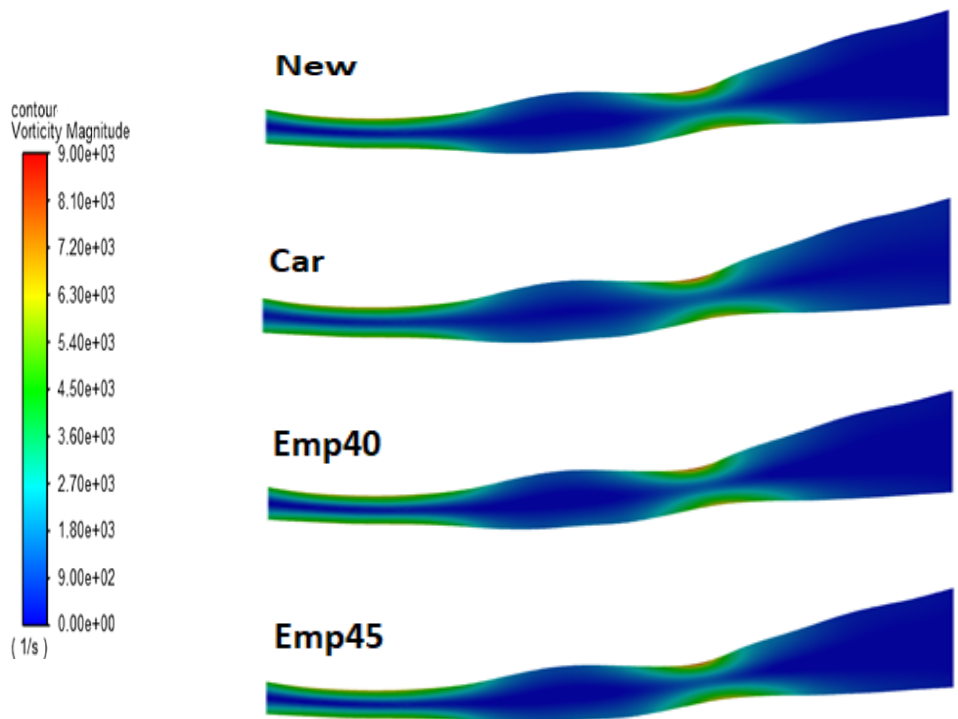 New
contour
Vorticity Magnitude
9.00e+03
8.10e+03
7.20e+03
Car
6.30e+03
5.40e+03
4.50e+03
Emp40
3.60e+03
2.70e+03
1.80e+03
9.00e+02
0.00e+00
Emp45
( 1/s )